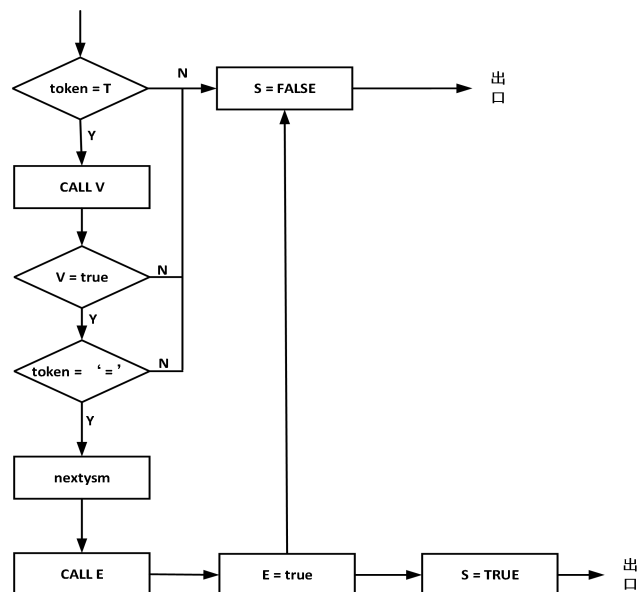 token = T
N
S = FALSE
出
口
Y
CALL V
V = true
N
Y
token = ‘ = ’
N
Y
nextysm
CALL E
E = true
S = TRUE
出
口